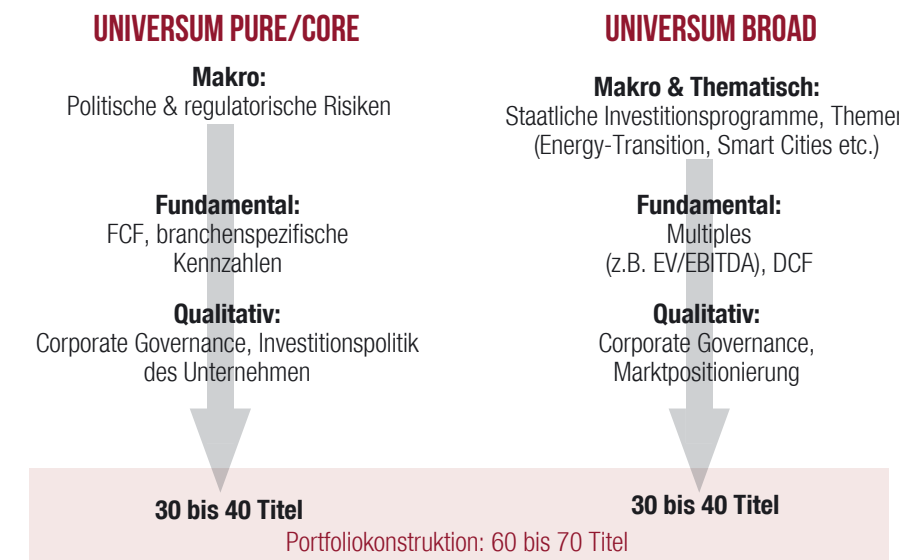 UNIVERSUM PURE/CORE
Makro:
Politische & regulatorische Risiken
Fundamental:
FCF, branchenspezifische
Kennzahlen
Qualitativ:
Corporate Governance, Investitionspolitik
des Unternehmen
30 bis 40 Titel
UNIVERSUM BROAD
Makro & Thematisch:
Staatliche Investitionsprogramme, Themen
(Energy-Transition, Smart Cities etc.)
Fundamental:
Multiples
(z.B. EV/EBITDA), DCF
Qualitativ:
Corporate Governance,
Marktpositionierung
30 bis 40 Titel
Portfoliokonstruktion: 60 bis 70 Titel